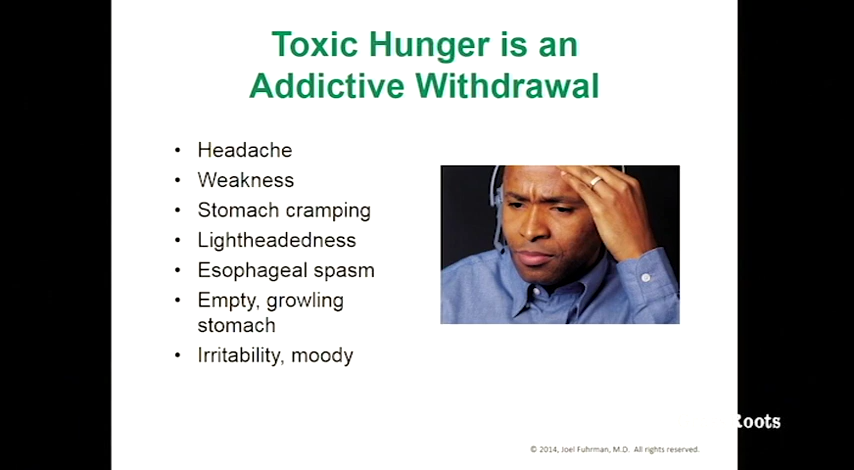 Toxic Hunger is an
Addictive Withdrawal
• Headache
• Weakness
• Stomach cramping
• Lightheadedness
• Esophageal spasm
• Empty, growling
stomach
• Irritability, moody
Roots
© 2014, Joel Fuhrman, M.D. All rights reserved.